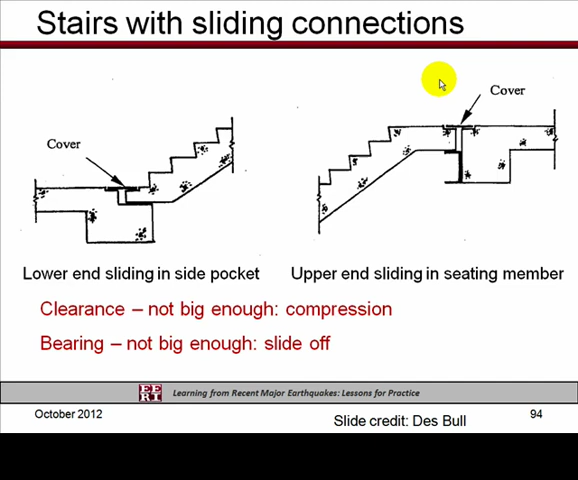 Stairs with sliding connections
Cover
Cover
Lower end sliding in side pocket
Upper end sliding in seating member
Clearance – not big enough: compression
Bearing – not big enough: slide off
EE
RI
Learning from Recent Major Earthquakes: Lessons for Practice
October 2012
Slide credit: Des Bull
94